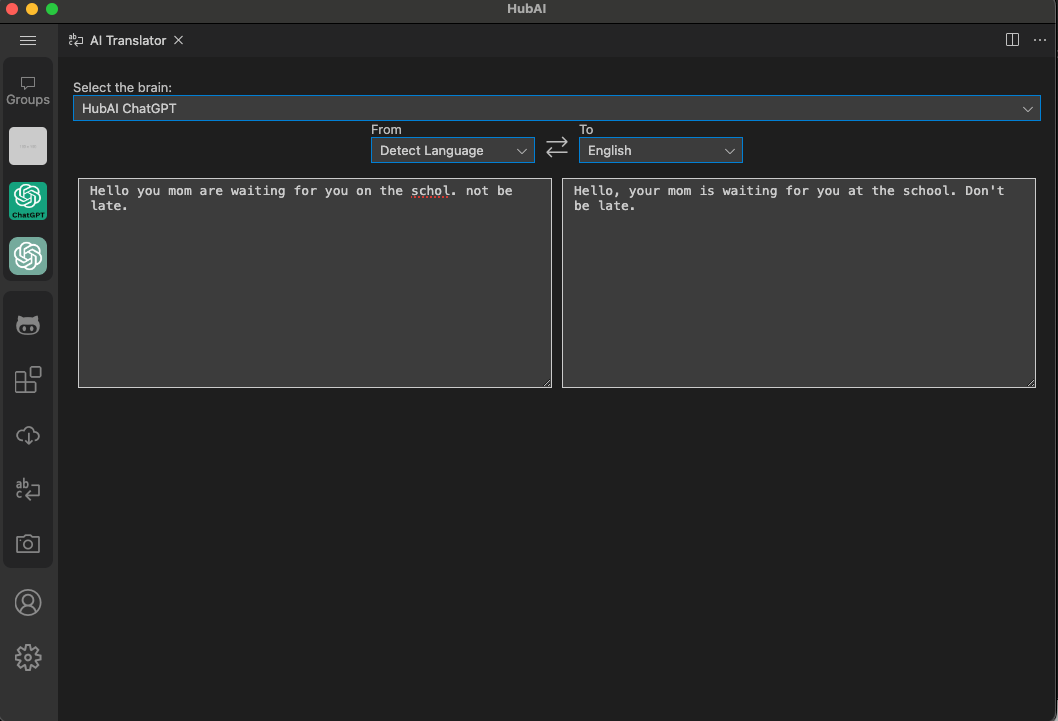 HubAI
AI Translator
Groups
Select the brain:
HubAI ChatGPT
From
To
Detect Language
English
Hello you mom are waiting for you on the schol. not be
late.
Hello, your mom is waiting for you at the school. Don't
be late.
ChatGPT
ab
c